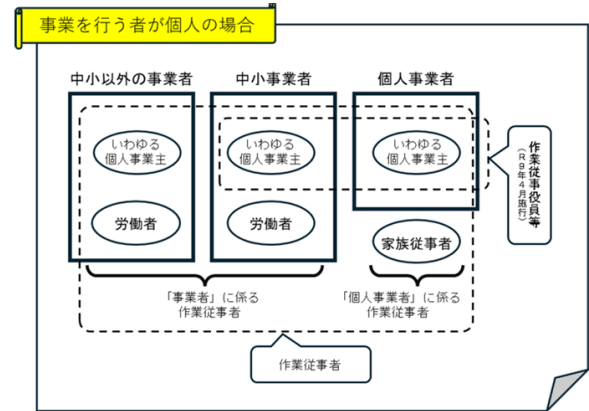 事業を行う者が個人の場合
中小以外の事業者
中小事業者
個人事業者
いわゆる
個人事業主
いわゆる
個人事業主
いわゆる
個人事業主
作業従事役員等
（R9年4月施行）
労働者
労働者
家族従事者
「事業者」に係る
作業従事者
「個人事業者」に係る
作業従事者
作業従事者